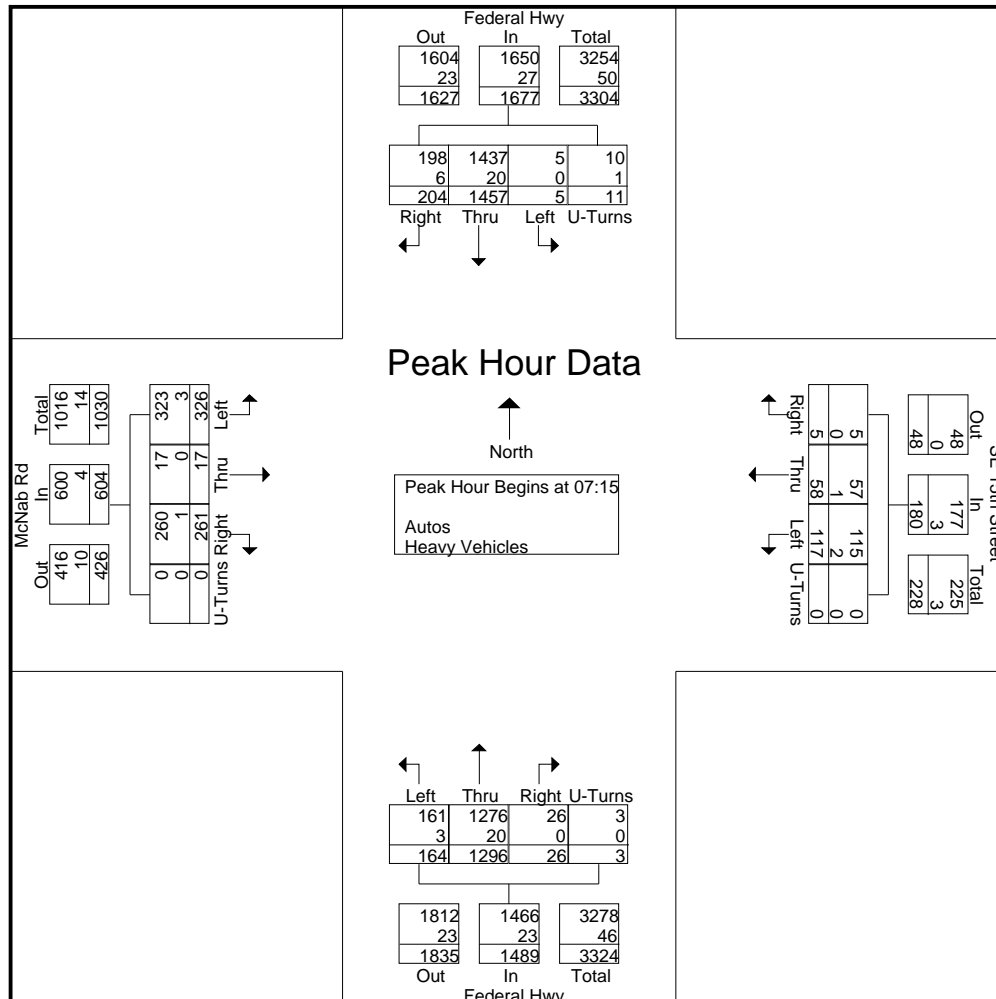 Federal Hwy
Out In Total
1604 1650 3254
23 27 50
1627 1677 3304
198 1437 5 10
6 20 0 1
204 1457 5 11
Right Thru Left U-Turns
Peak Hour Data
North
Peak Hour Begins at 07:15
Autos
Heavy Vehicles
McNab Rd
Out In Total
416 600 1016
10 4 14
426 604 1030
0 260 17 323
0 1 0 3
0 261 17 326
U-Turns Right Thru Left
Street
Out In Total
48 177 225
0 3 3
48 180 228
5 57 115 0
0 1 2 0
5 58 117 0
Right Thru Left U-Turns
Left Thru Right U-Turns
161 1276 26 3
3 20 0 0
164 1296 26 3
1812 1466 3278
23 23 46
1835 1489 3324
Out In Total
Federal Hwy